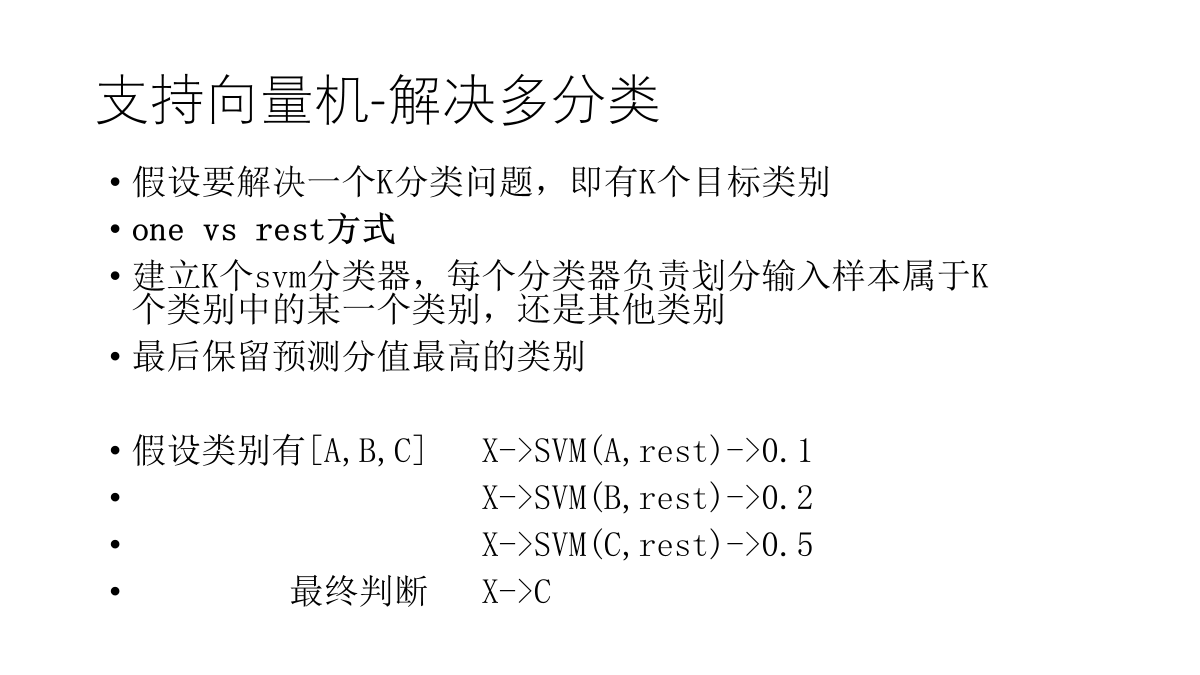 支持向量机-解决多分类
• 假设要解决一个K分类问题，即有K个目标类别
• one vs rest方式
• 建立K个svm分类器，每个分类器负责划分输入样本属于K
个类别中的某一个类别，还是其他类别
• 最后保留预测分值最高的类别
• 假设类别有[A,B,C] X->SVM(A,rest)->0.1
• X->SVM(B,rest)->0.2
• X->SVM(C,rest)->0.5
• 最终判断 X->C